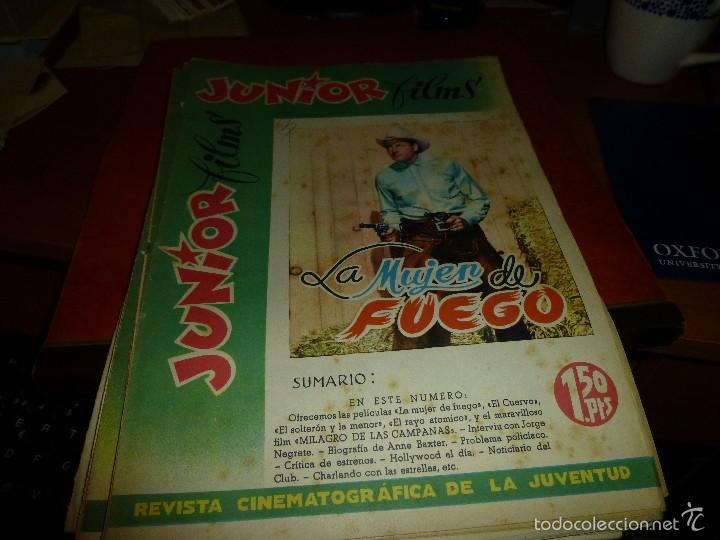 JUNIOR films
JUNIOR films
La Mujer de
FUEGO
SUMARIO:
EN ESTE NUMERO:
Ofrecemos las películas «La mujer de fuego», «El Cuervo»,
«El solterón y la menor», «El rayo atomico», y el maravilloso
film «MILAGRO DE LAS CAMPANAS». - Interviu con Jorge
Negrete. - Biografia de Anne Baxter. - Problema policiaco.
- Crítica de estrenos. - Hollywood al día. - Noticiario del
Club. - Charlando con las estrellas, etc.
1.50
Pts
REVISTA CINEMATOGRÁFICA DE LA JUVENTUD
OXFO
UNIVERSIT
todocoleccion.net